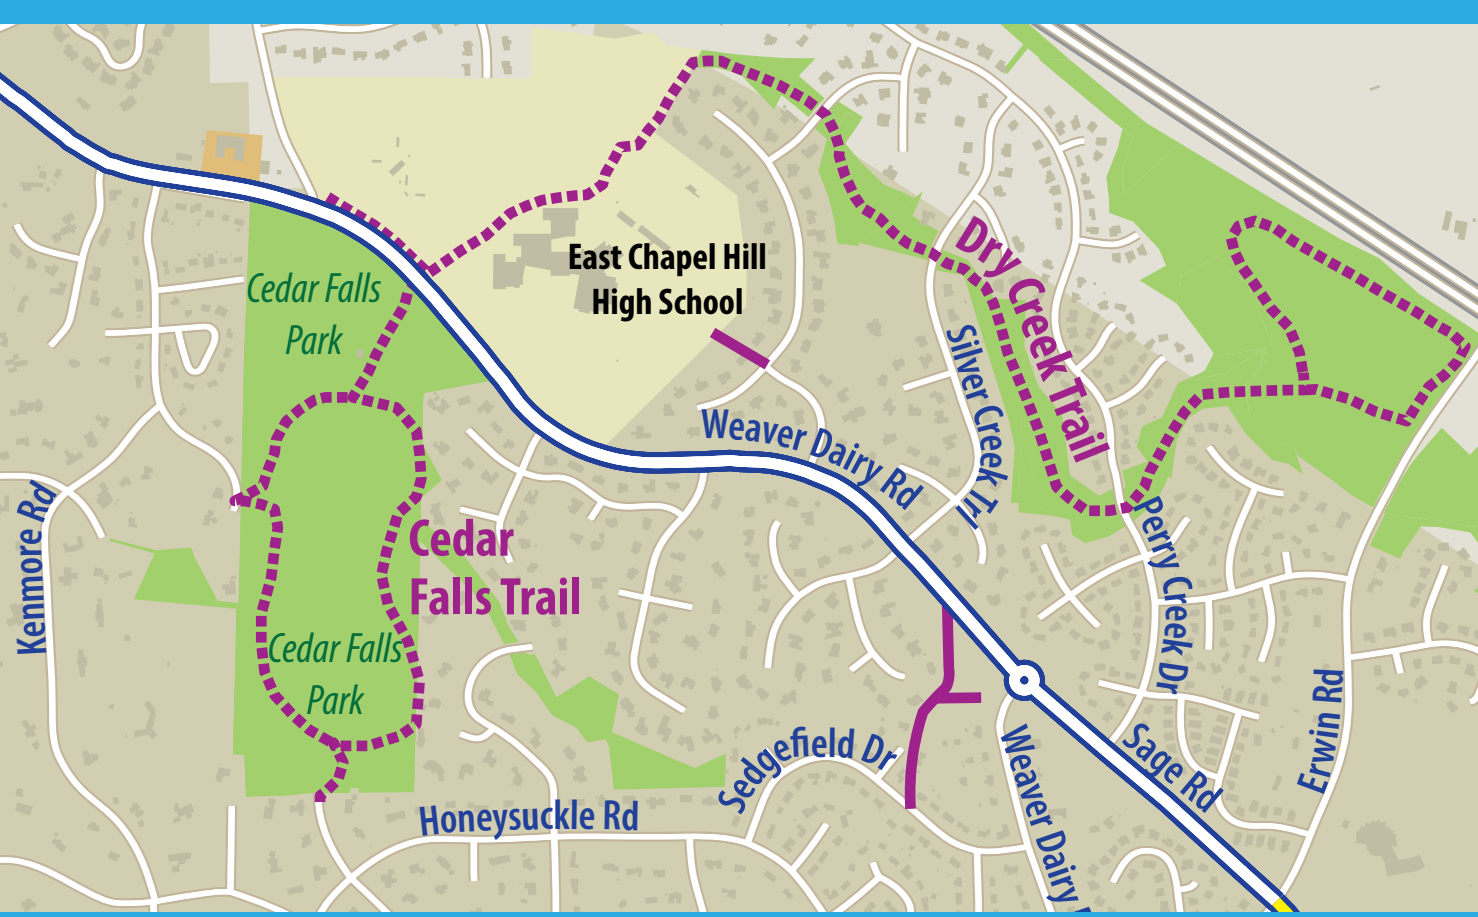 East Chapel Hill
High School
Cedar Falls
Park
Dry Creek Trail
Silver Creek Trl
Weaver Dairy Rd
Kenmore Rd
Cedar
Falls Trail
Perry Creek Dr
Cedar Falls
Park
Sedgefield Dr
Erwin Rd
Sage Rd
Weaver Dairy
Honeysuckle Rd